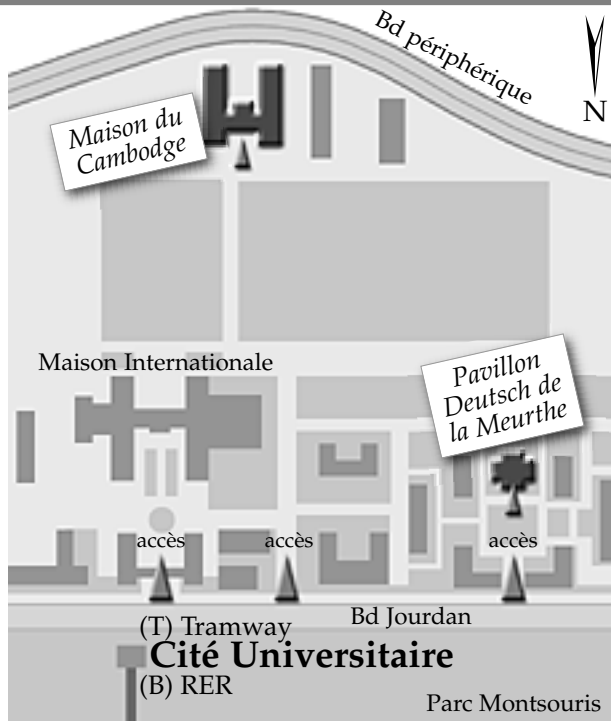 Bd périphérique
N
Maison du
Cambodge
Maison Internationale
Pavillon
Deutsch de
la Meurthe
accès
accès
accès
Bd Jourdan
(T) Tramway
Cité Universitaire
(B) RER
Parc Montsouris